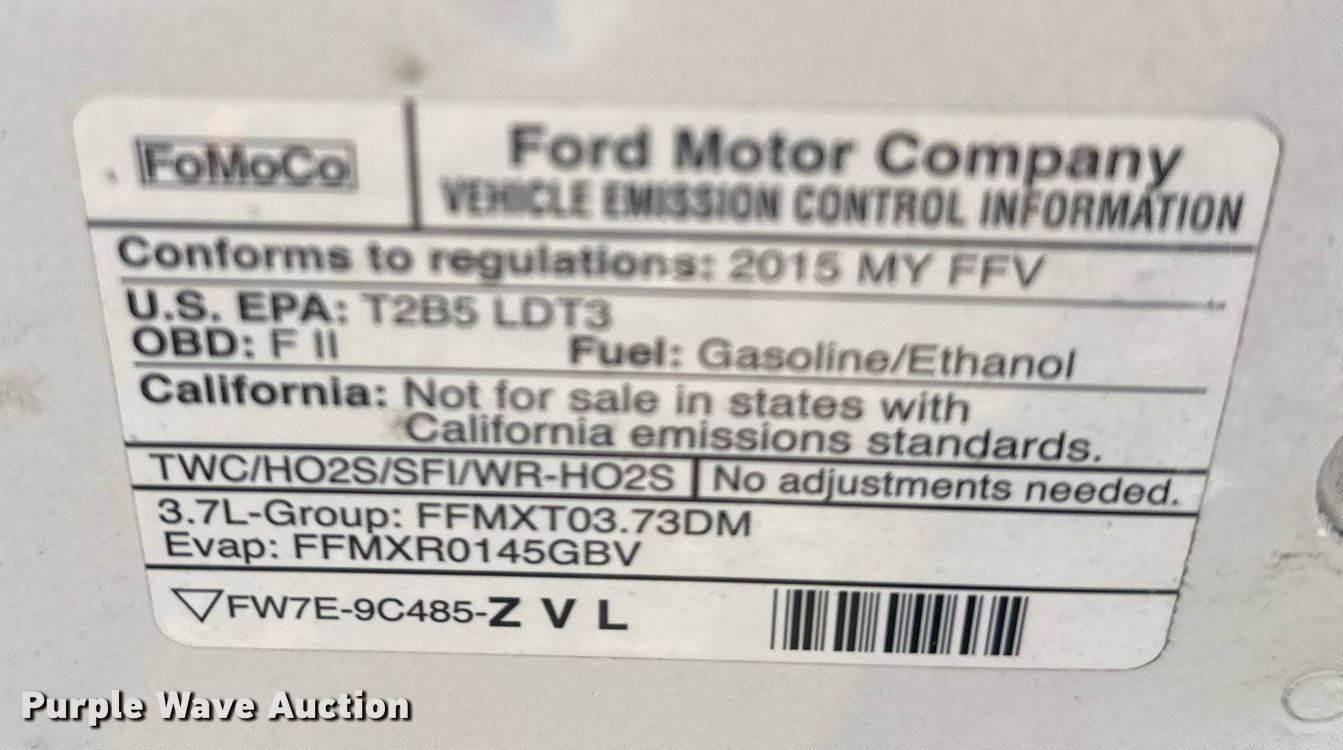 FoMoCo
Ford Motor Company
VEHICLE EMISSION CONTROL INFORMATION
Conforms to regulations: 2015 MY FFV
U.S. EPA: T2B5 LDT3
OBD: F II Fuel: Gasoline/Ethanol
California: Not for sale in states with
California emissions standards.
TWC/HO2S/SFI/WR-HO2S No adjustments needed.
3.7L-Group: FFMXT03.73DM
Evap: FFMXR0145GBV
FW7E-9C485-Z V L
Purple Wave Auction